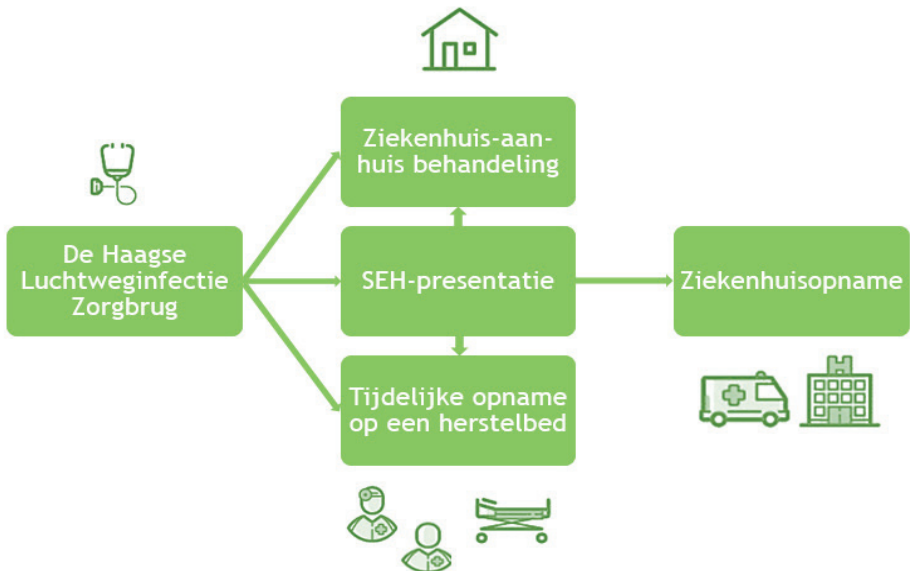 Ziekenhuis-aan-
huis behandeling
De Haagse
Luchtweginfectie
Zorgbrug
SEH-presentatie
Ziekenhuisopname
Tijdelijke opname
op een herstelbed